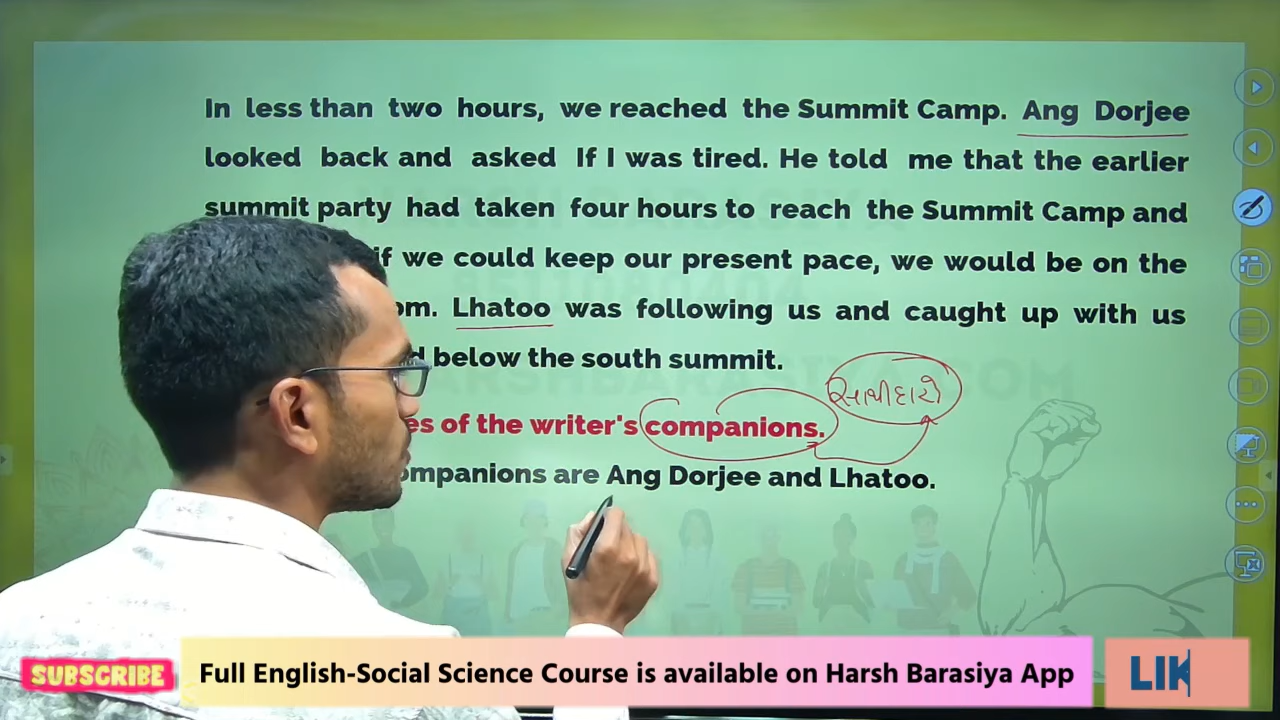 In less than two hours, we reached the Summit Camp. Ang Dorjee
looked back and asked If I was tired. He told me that the earlier
summit party had taken four hours to reach the Summit Camp and
if we could keep our present pace, we would be on the
om. Lhatoo was following us and caught up with us
d below the south summit.
સાથીદારો
es of the writer's companions.
ompanions are Ang Dorjee and Lhatoo.
SUBSCRIBE
Full English-Social Science Course is available on Harsh Barasiya App
LIK